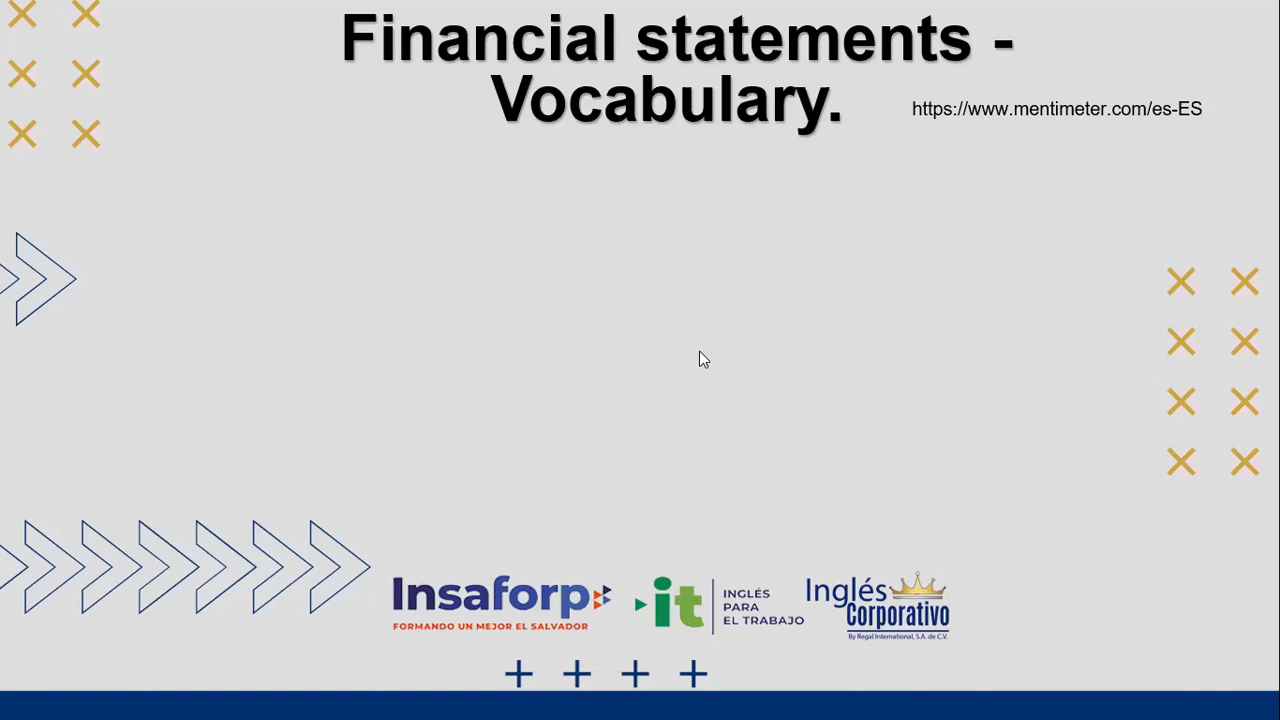 Financial statements -
Vocabulary.
https://www.mentimeter.com/es-ES
Insaforp
FORMANDO UN MEJOR EL SALVADOR
it
INGLÉS
PARA
EL TRABAJO
Inglés
Corporativo
By Regal International, S.A. de C.V.